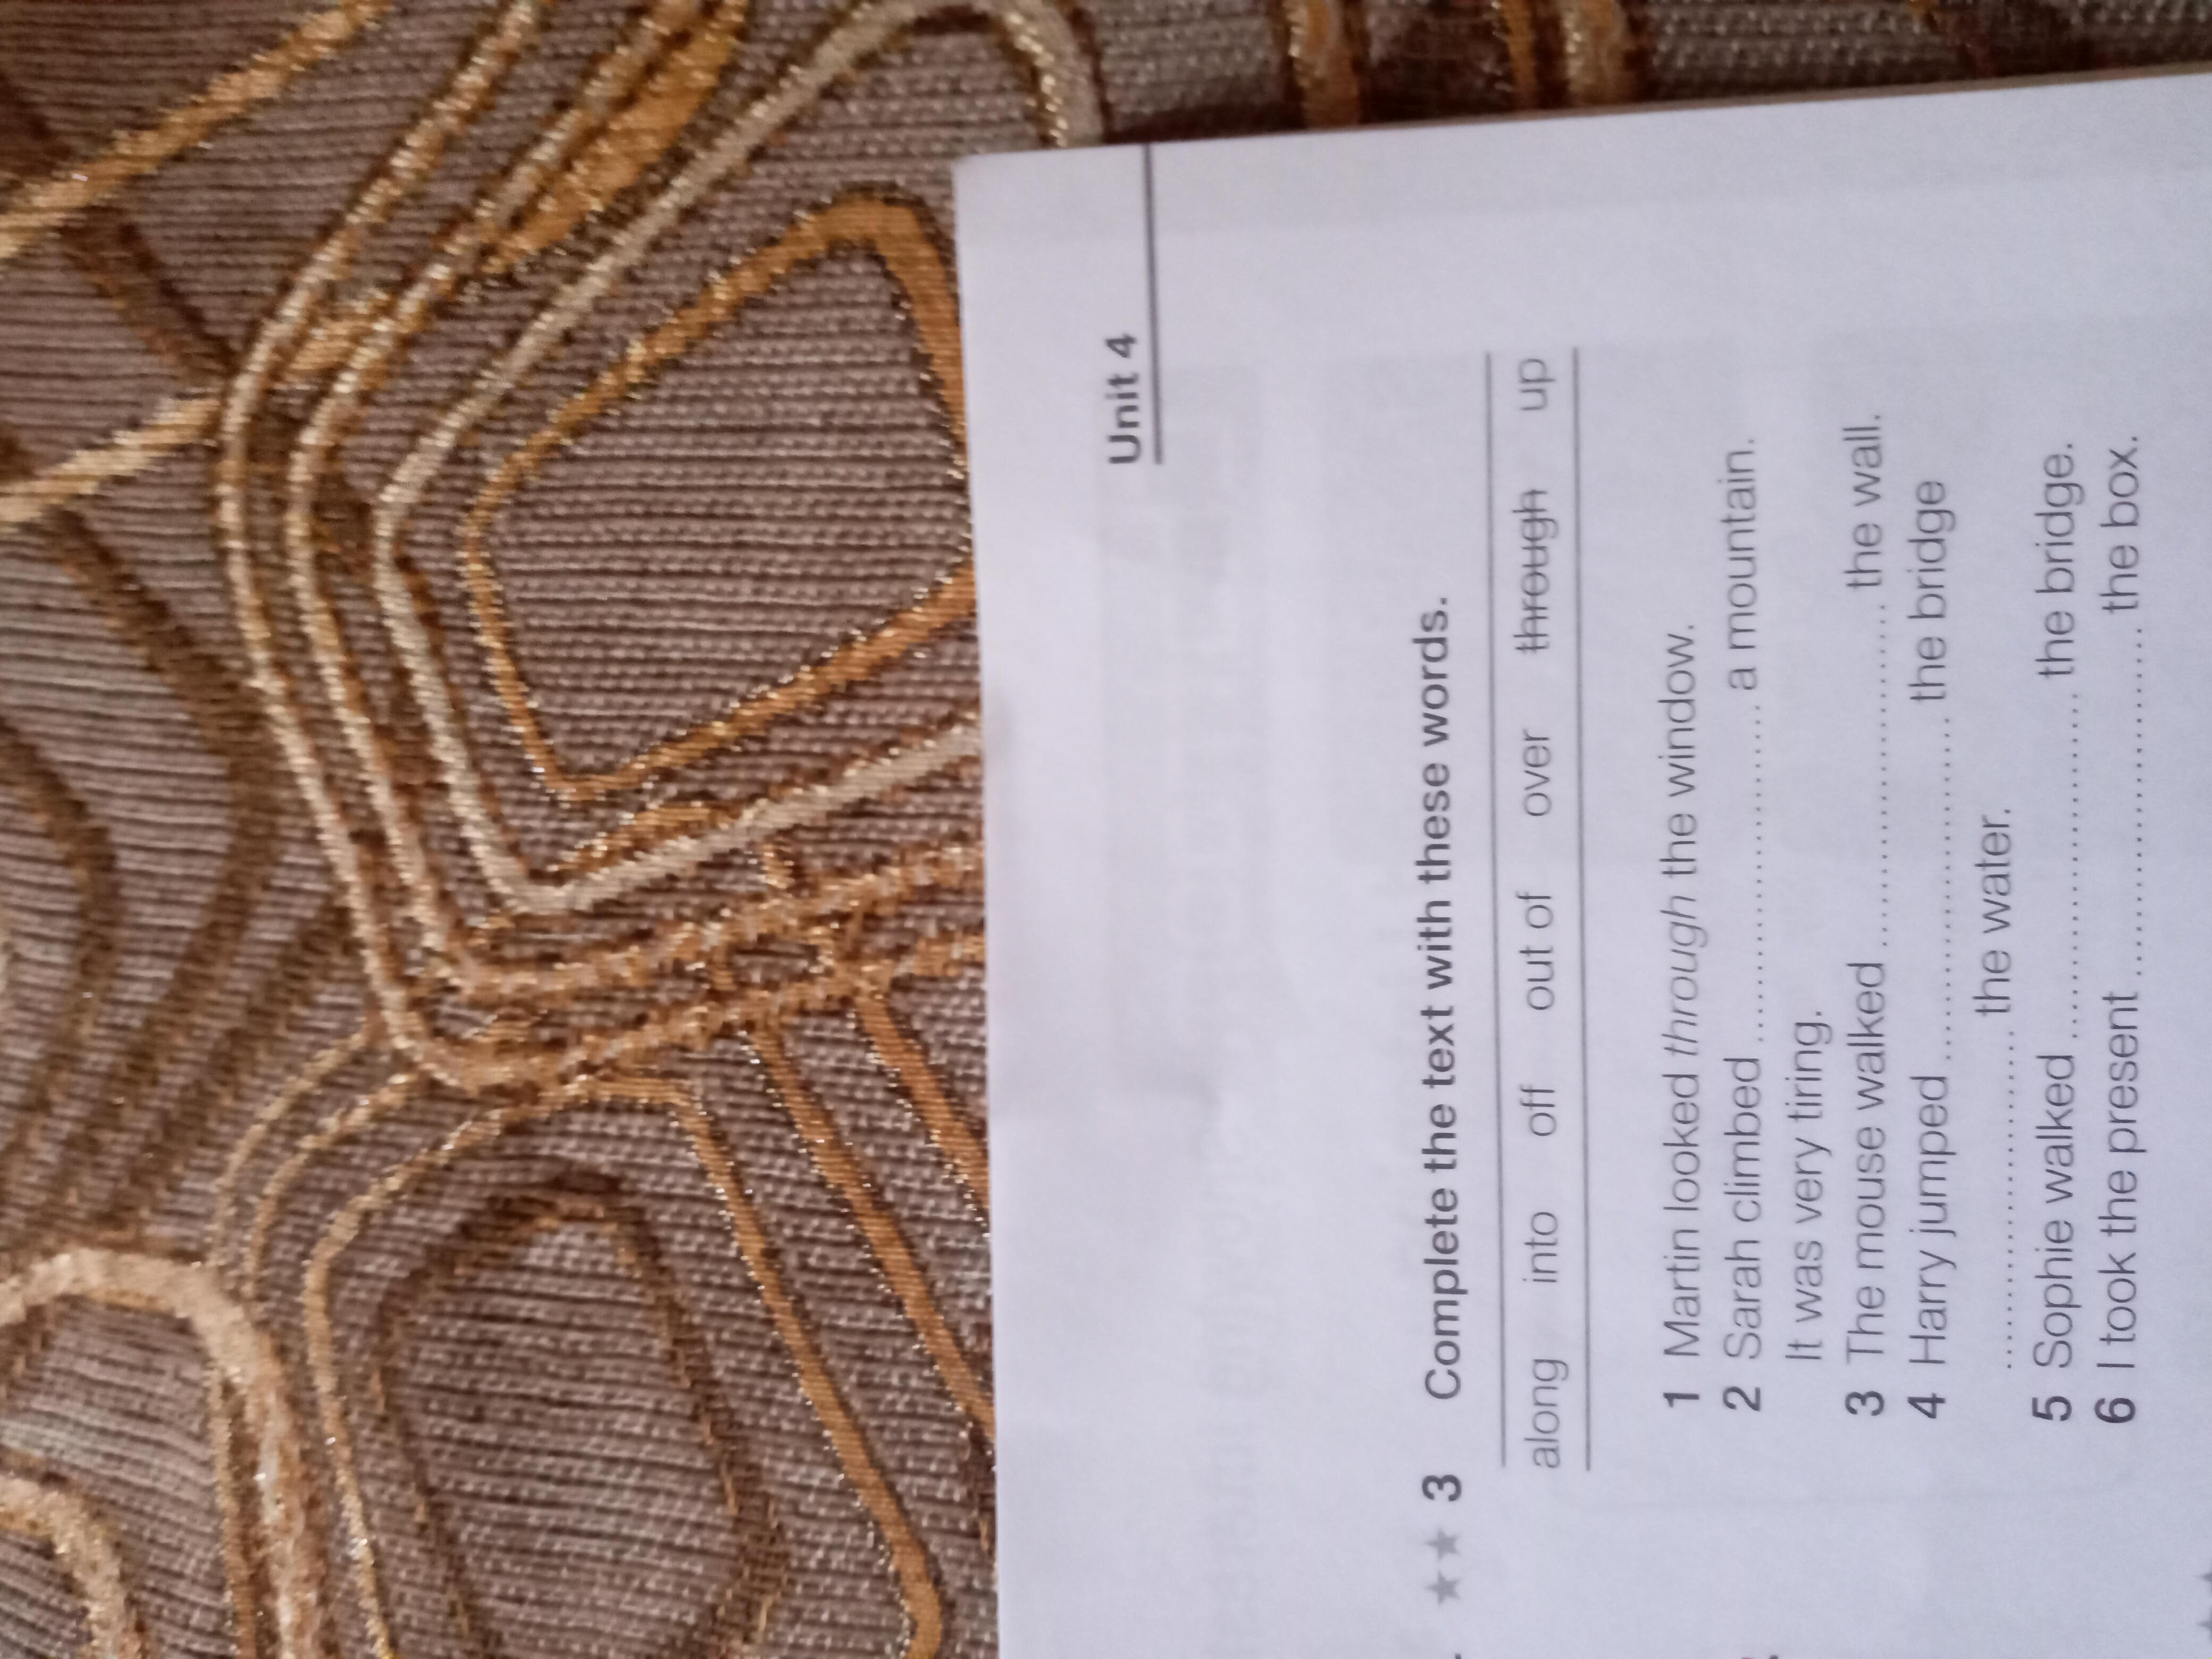 Unit 4
★★ 3 Complete the text with these words.
along into off out of over through up
1 Martin looked through the window.
2 Sarah climbed ........................ a mountain.
It was very tiring.
3 The mouse walked ........................ the wall.
4 Harry jumped ........................ the bridge
........................ the water.
5 Sophie walked ........................ the bridge.
6 I took the present ........................ the box.